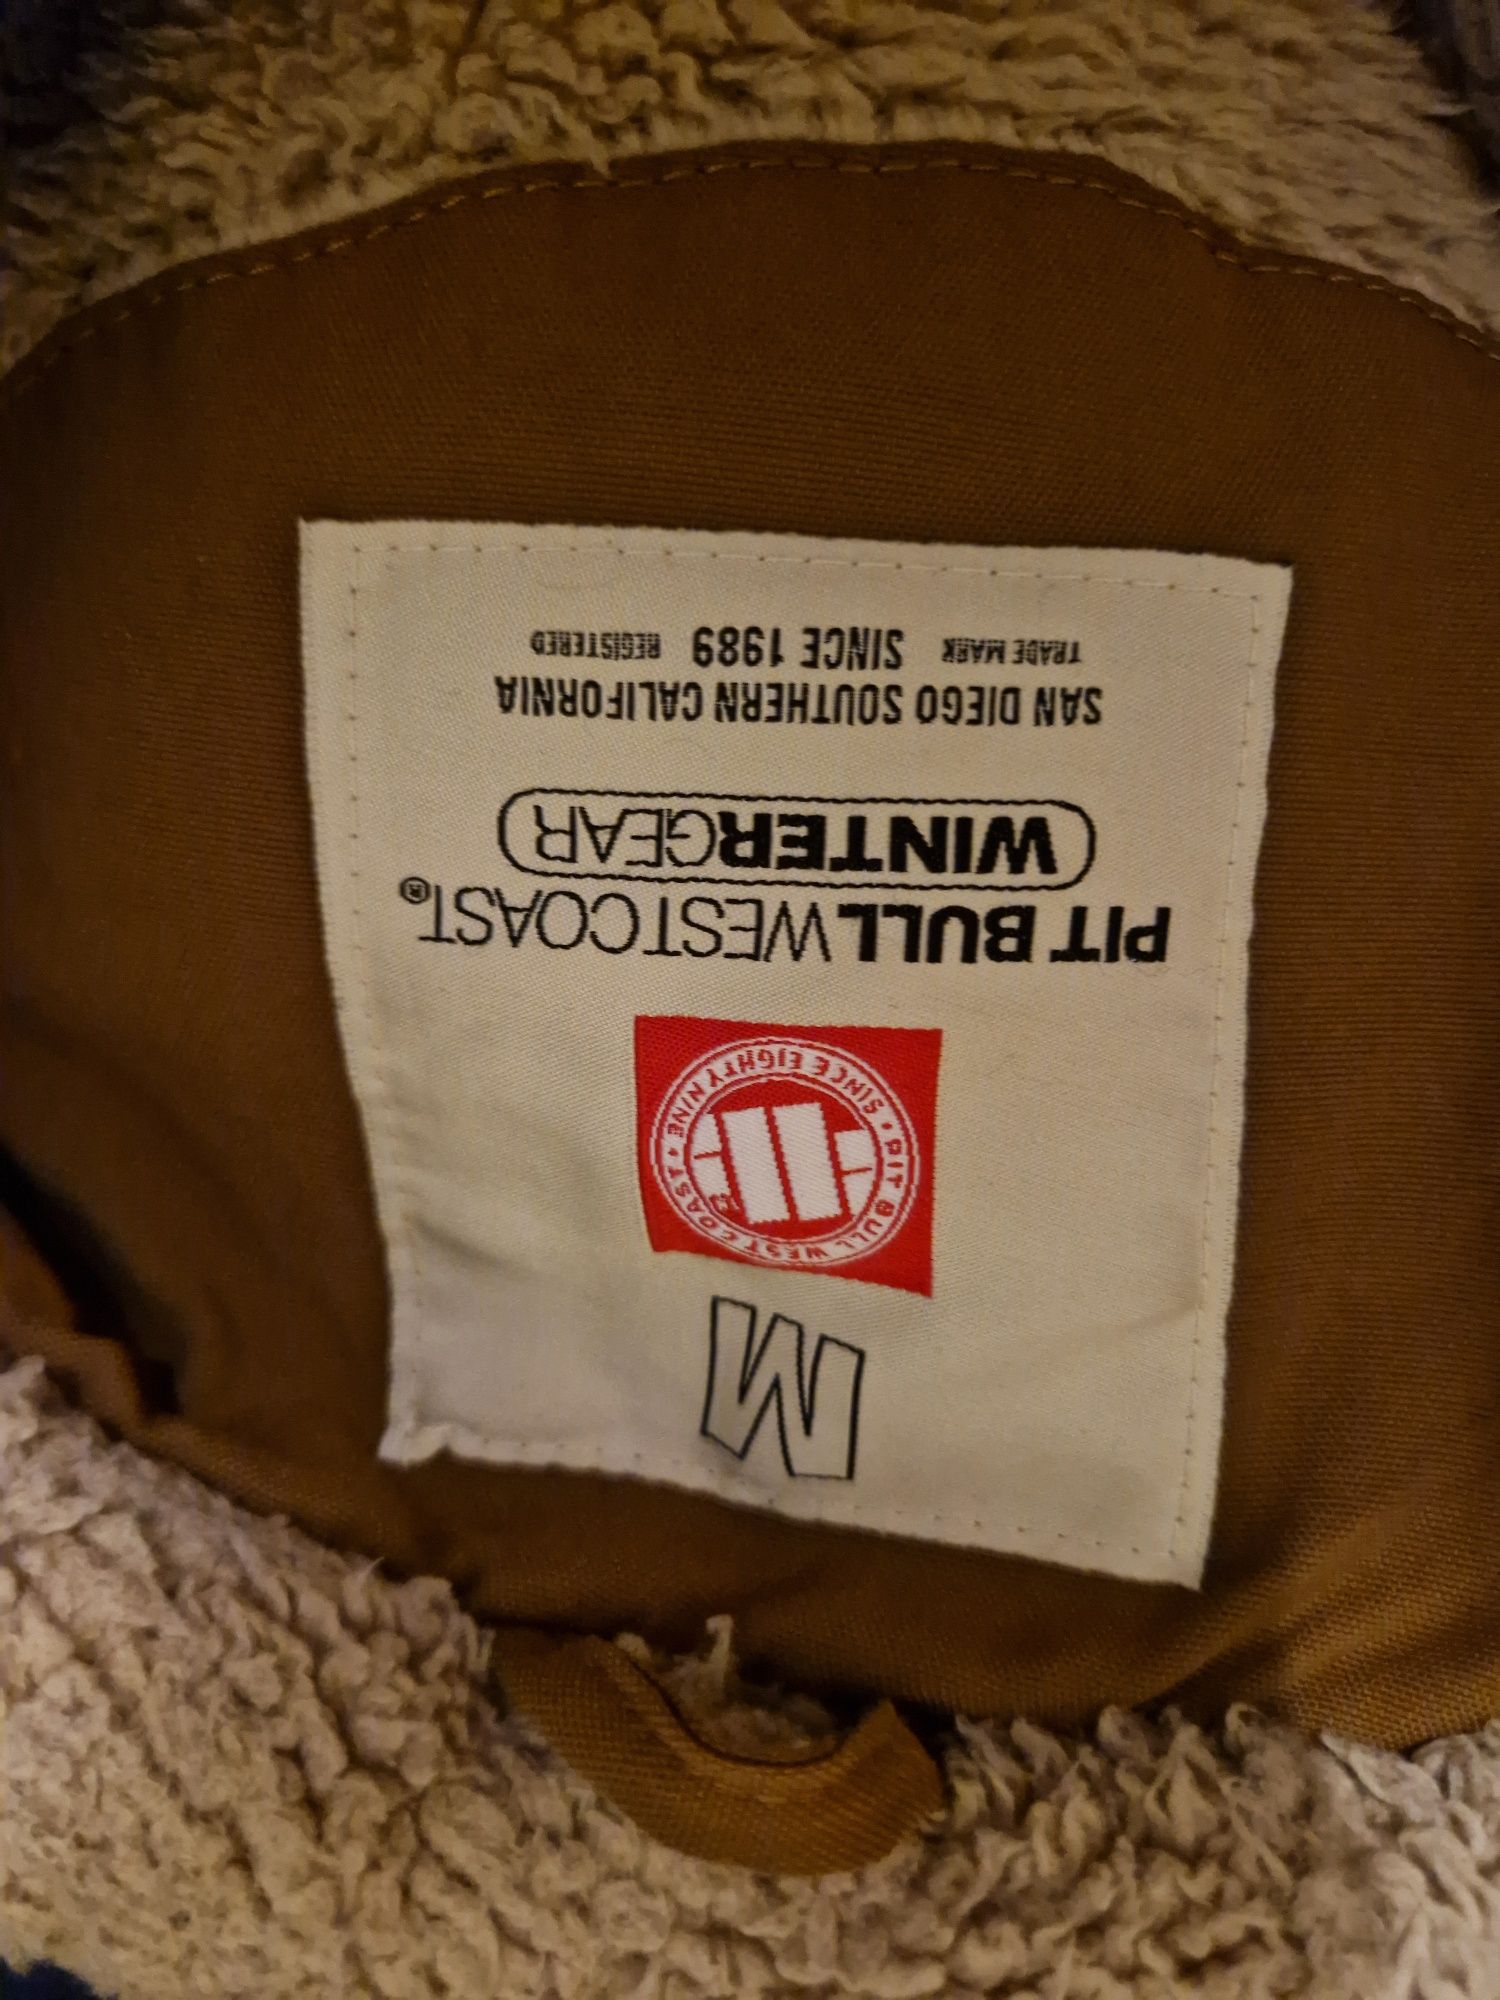 M
PIT BULL WEST COAST • SINCE EIGHTY NINE •
PIT BULL WEST COAST®
WINTERGEAR
SAN DIEGO SOUTHERN CALIFORNIA
TRADE MARK SINCE 1989 REGISTERED